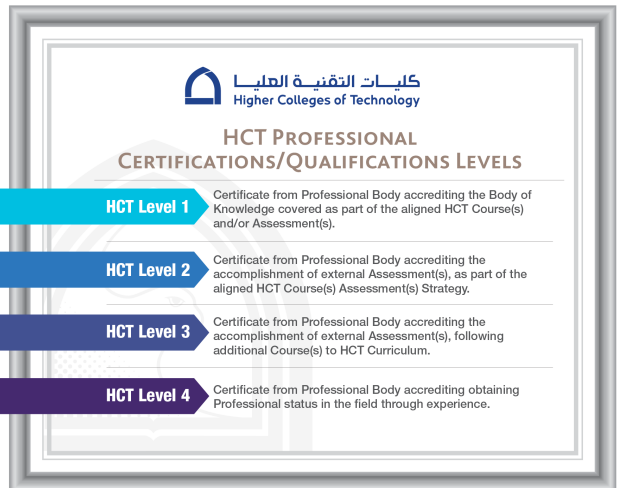 كليـــات التقنيـة العليــا
Higher Colleges of Technology
HCT PROFESSIONAL
CERTIFICATIONS/QUALIFICATIONS LEVELS
HCT Level 1
Certificate from Professional Body accrediting the Body of
Knowledge covered as part of the aligned HCT Course(s)
and/or Assessment(s).
HCT Level 2
Certificate from Professional Body accrediting the
accomplishment of external Assessment(s), as part of the
aligned HCT Course(s) Assessment(s) Strategy.
HCT Level 3
Certificate from Professional Body accrediting the
accomplishment of external Assessment(s), following
additional Course(s) to HCT Curriculum.
HCT Level 4
Certificate from Professional Body accrediting obtaining
Professional status in the field through experience.